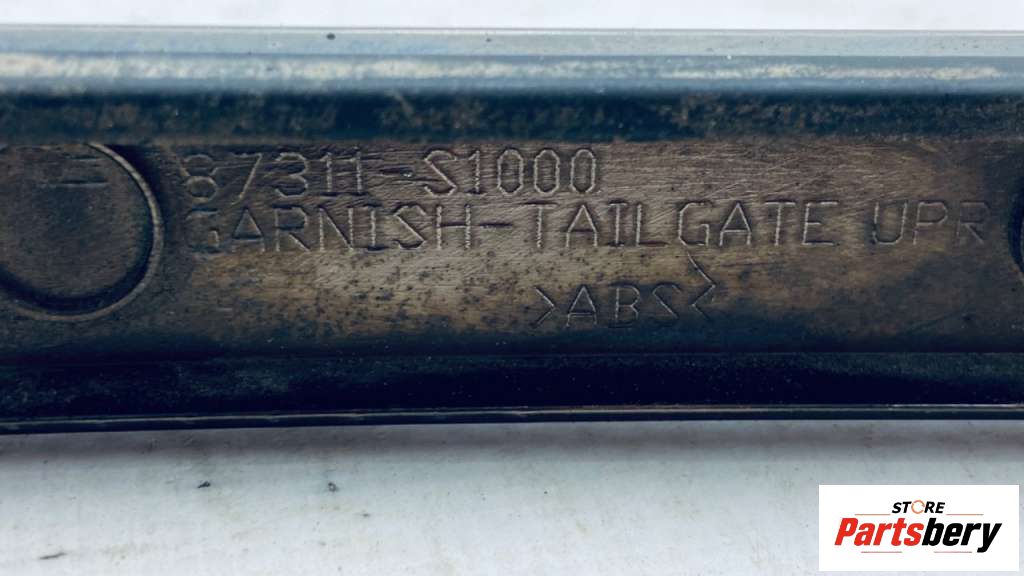 87311-S1000
GARNISH-TAILGATE UPR
>ABS<
STORE
Partsbery